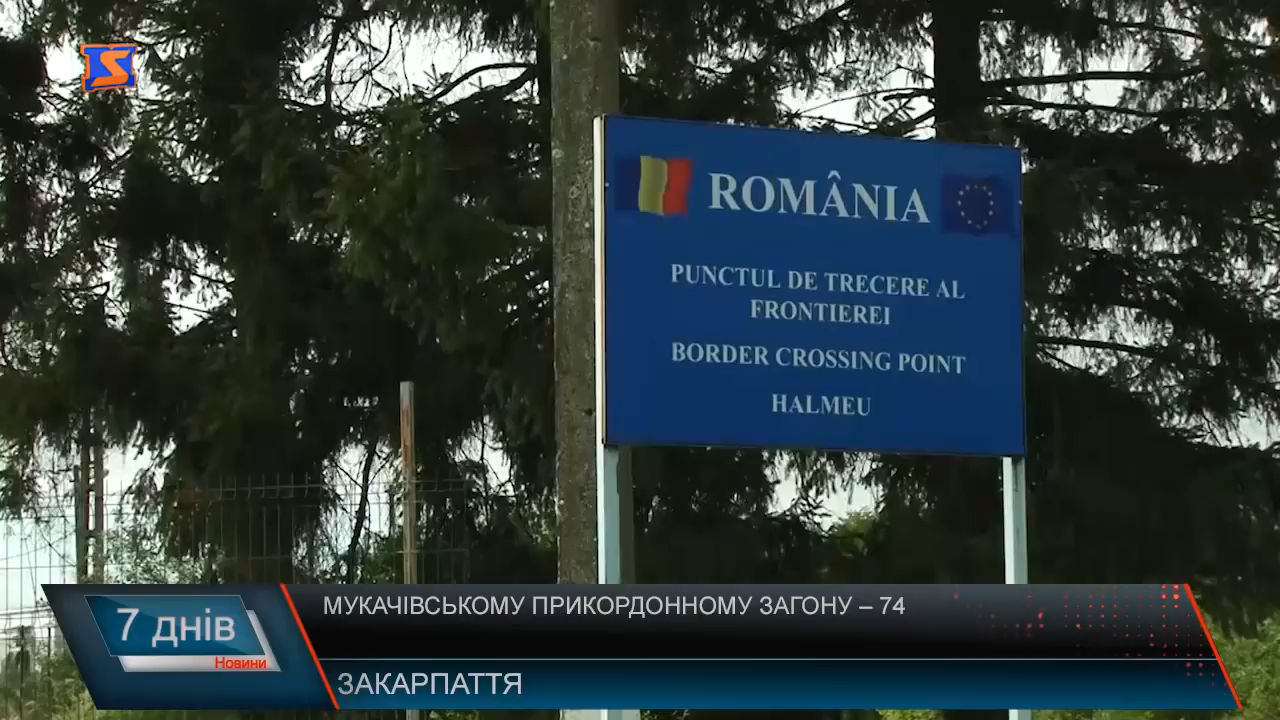 S
ROMÂNIA
PUNCTUL DE TRECERE AL
FRONTIEREI
BORDER CROSSING POINT
HALMEU
7 днів
Новини
МУКАЧІВСЬКОМУ ПРИКОРДОННОМУ ЗАГОНУ – 74
ЗАКАРПАТТЯ